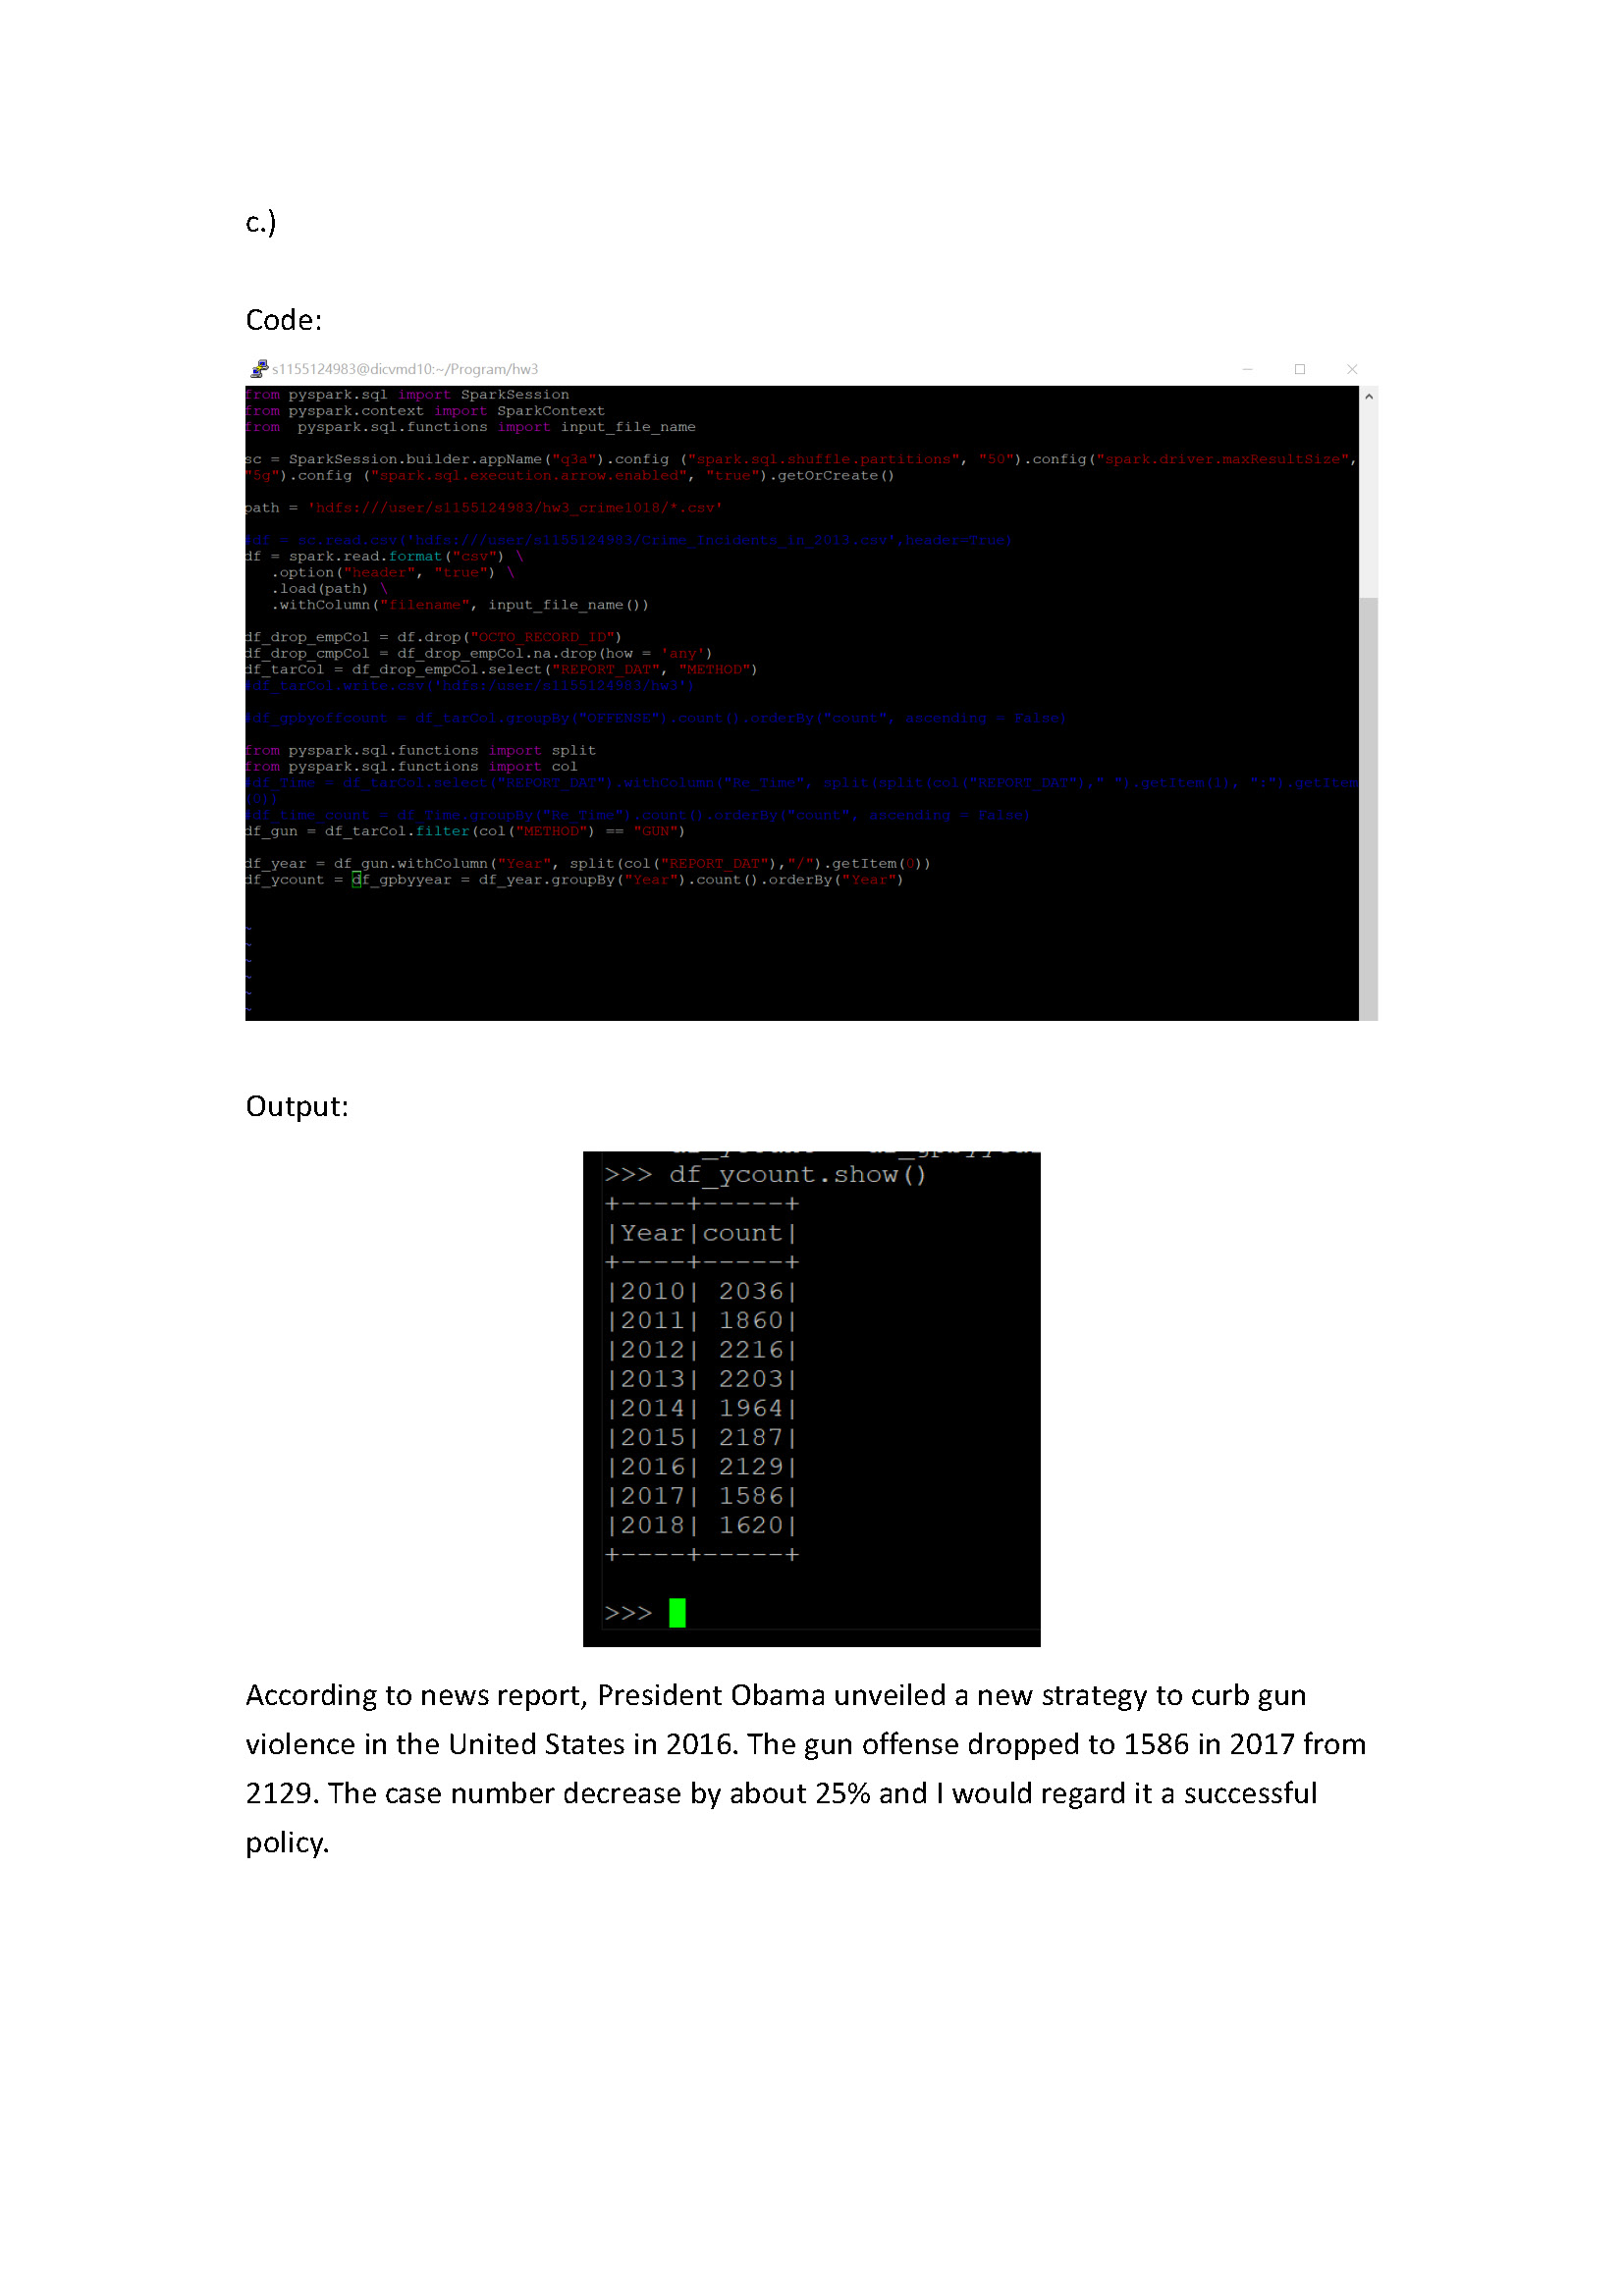 c.)
Code:
s1155124983@dicvmd10:~/Program/hw3
from pyspark.sql import SparkSession
from pyspark.context import SparkContext
from  pyspark.sql.functions import input_file_name
sc = SparkSession.builder.appName("q3a").config ("spark.sql.shuffle.partitions", "50").config("spark.driver.maxResultSize",
"5g").config ("spark.sql.execution.arrow.enabled", "true").getOrCreate()
path = 'hdfs:///user/s1155124983/hw3_crime1018/*.csv'
#df = sc.read.csv('hdfs:///user/s1155124983/Crime_Incidents_in_2013.csv',header=True)
df = spark.read.format("csv") \
.option("header", "true") \
.load(path) \
.withColumn("filename", input_file_name())
df_drop_empCol = df.drop("OCTO_RECORD_ID")
df_drop_cmpCol = df_drop_empCol.na.drop(how = 'any')
df_tarCol = df_drop_empCol.select("REPORT_DAT", "METHOD")
#df_tarCol.write.csv('hdfs:/user/s1155124983/hw3')
#df_gpbyoffcount = df_tarCol.groupBy("OFFENSE").count().orderBy("count", ascending = False)
from pyspark.sql.functions import split
from pyspark.sql.functions import col
#df_Time = df_tarCol.select("REPORT_DAT").withColumn("Re_Time", split(split(col("REPORT_DAT")," ").getItem(1), ":").getItem
(0))
#df_time_count = df_Time.groupBy("Re_Time").count().orderBy("count", ascending = False)
df_gun = df_tarCol.filter(col("METHOD") == "GUN")
df_year = df_gun.withColumn("Year", split(col("REPORT_DAT"),"/").getItem(0))
df_ycount = df_gpbyyear = df_year.groupBy("Year").count().orderBy("Year")
~
~
~
~
~
~
Output:
>>> df_ycount.show()
+----+-----+
|Year|count|
+----+-----+
|2010| 2036|
|2011| 1860|
|2012| 2216|
|2013| 2203|
|2014| 1964|
|2015| 2187|
|2016| 2129|
|2017| 1586|
|2018| 1620|
+----+-----+
>>>
According to news report, President Obama unveiled a new strategy to curb gun
violence in the United States in 2016. The gun offense dropped to 1586 in 2017 from
2129. The case number decrease by about 25% and I would regard it a successful
policy.